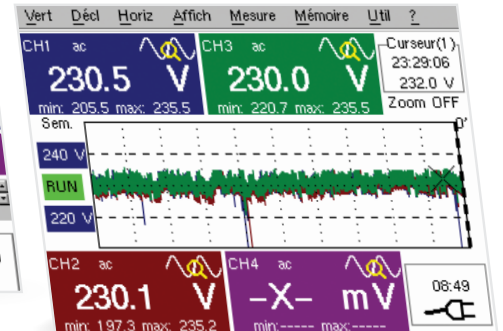 Vert Décl Horiz Affich Mesure Mémoire Util ?
CH1 ac
230.5 V
min: 205.5 max: 235.5
CH3 ac
230.0 V
min: 220.7 max: 235.5
Curseur(1)
23:29:06
232.0 V
Zoom OFF
Sem.
0'
240 V
RUN
220 V
CH2 ac
230.1 V
min: 197.3 max: 235.2
CH4 ac
-X- mV
min:----- max:-----
08:49